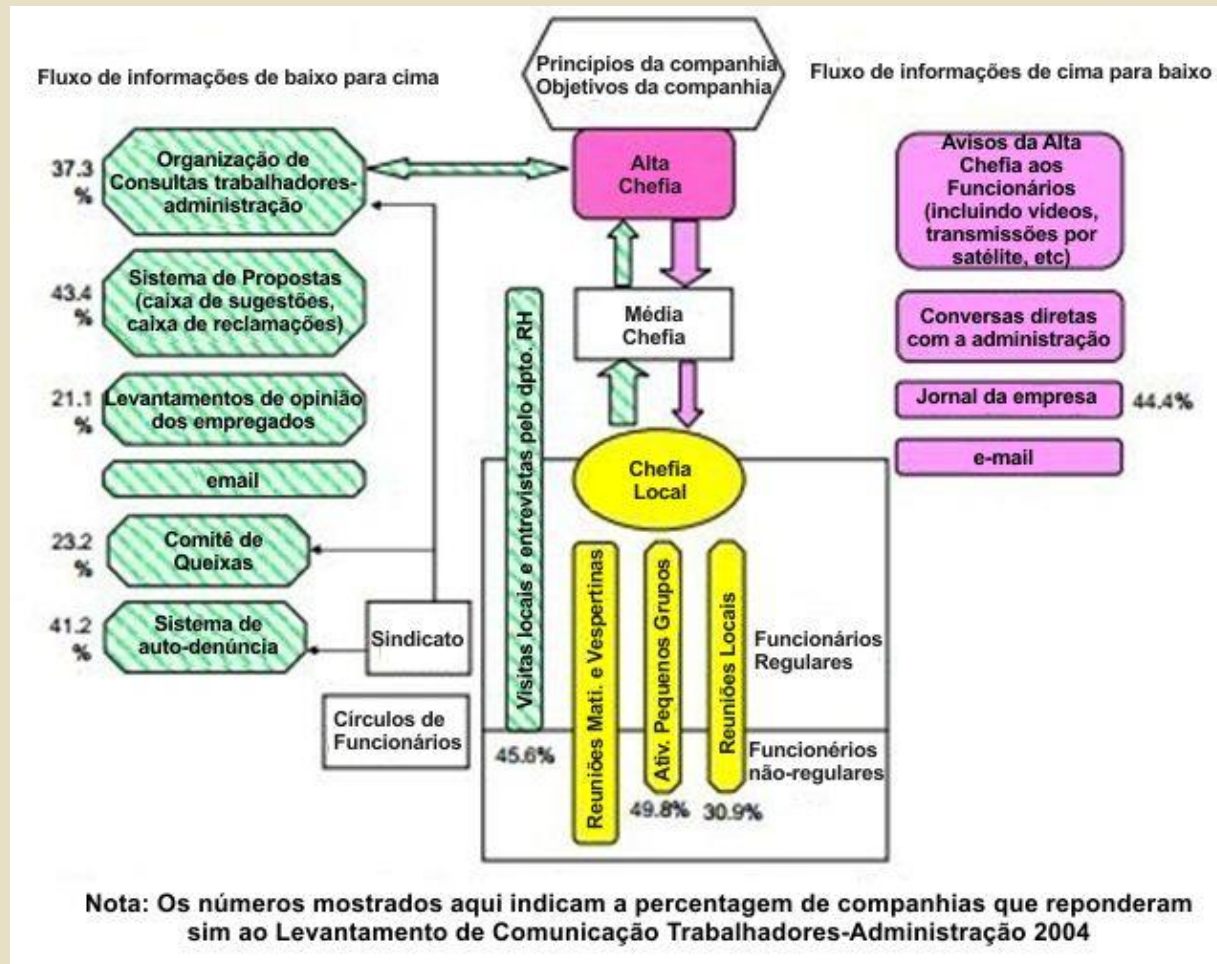 Princípios da companhia
Objetivos da companhia
Fluxo de informações de baixo para cima
Fluxo de informações de cima para baixo
37.3
%
Organização de
Consultas trabalhadores-
administração
Alta
Chefia
Avisos da Alta
Chefia aos
Funcionários
(incluindo vídeos,
transmissões por
satélite, etc)
43.4
%
Sistema de Propostas
(caixa de sugestões,
caixa de reclamações)
Média
Chefia
Conversas diretas
com a administração
21.1
%
Levantamentos de opinião
dos empregados
Jornal da empresa
44.4%
email
e-mail
Chefia
Local
23.2
%
Comitê de
Queixas
41.2
%
Sistema de
auto-denúncia
Sindicato
Círculos de
Funcionários
Visitas locais e entrevistas pelo dpto. RH
45.6%
Reuniões Mati. e Vespertinas
Ativ. Pequenos Grupos
49.8%
Reuniões Locais
30.9%
Funcionários
Regulares
Funcionérios
não-regulares
Nota: Os números mostrados aqui indicam a percentagem de companhias que reponderam
sim ao Levantamento de Comunicação Trabalhadores-Administração 2004